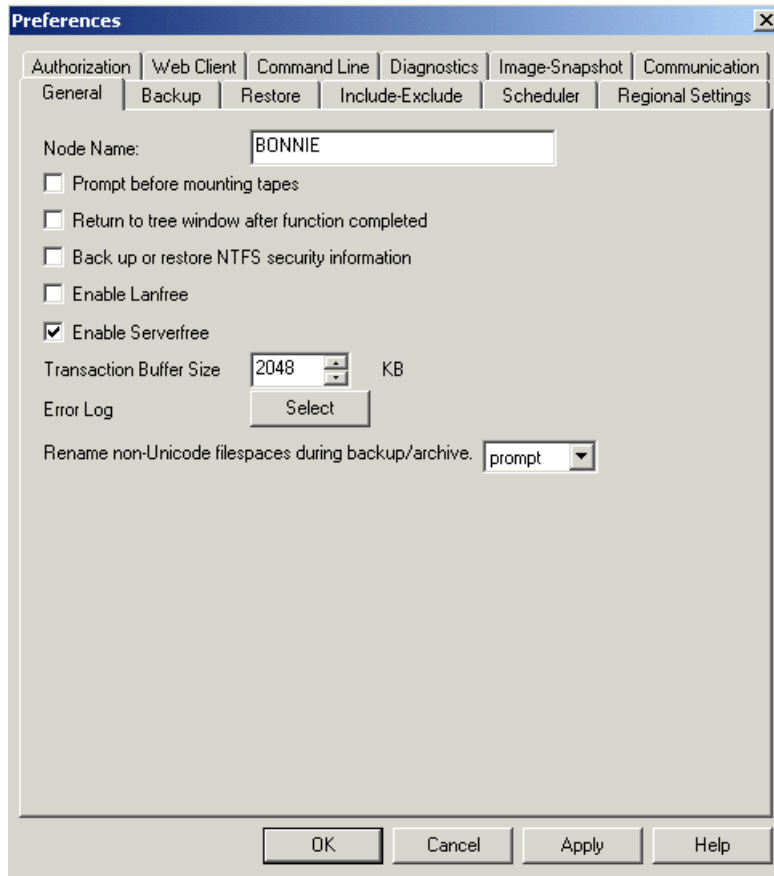 Preferences
Authorization Web Client Command Line Diagnostics Image-Snapshot Communication
General Backup Restore Include-Exclude Scheduler Regional Settings
Node Name: BONNIE
Prompt before mounting tapes
Return to tree window after function completed
Back up or restore NTFS security information
Enable Lanfree
Enable Serverfree
Transaction Buffer Size 2048 KB
Error Log Select
Rename non-Unicode filespaces during backup/archive. prompt
OK Cancel Apply Help